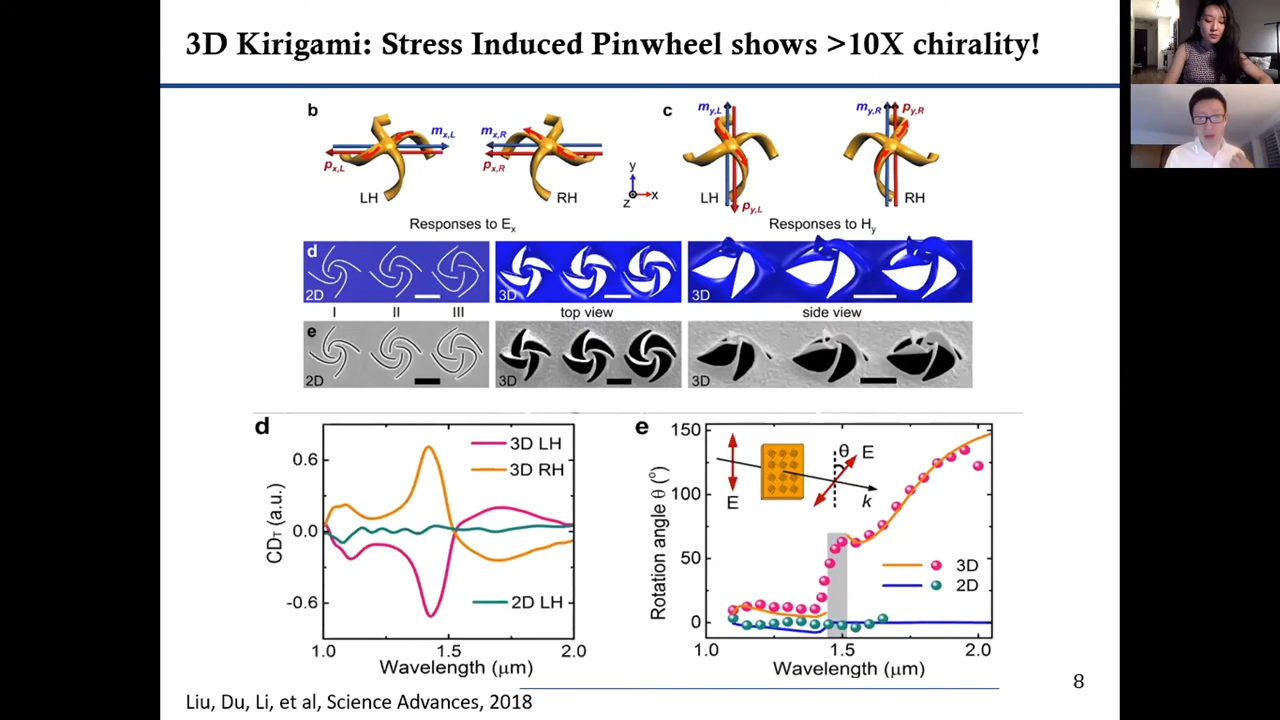 3D Kirigami: Stress Induced Pinwheel shows >10X chirality!
b
m_x,L
m_x,R
p_x,L
p_x,R
LH
RH
Responses to E_x
y
z
x
c
m_y,L
m_y,R
p_y,R
LH
RH
p_y,L
Responses to H_y
d
2D
3D
3D
I
II
III
top view
side view
e
2D
3D
3D
d
CD_T (a.u.)
0.6
0.0
-0.6
3D LH
3D RH
2D LH
1.0
1.5
2.0
Wavelength (μm)
e
Rotation angle θ (°)
150
100
50
0
E
θ
E
k
3D
2D
1.0
1.5
2.0
Wavelength (μm)
8
Liu, Du, Li, et al, Science Advances, 2018